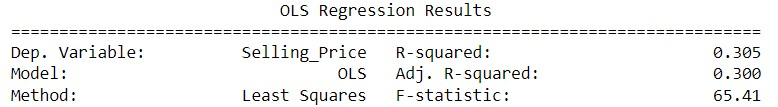 OLS Regression Results
==============================================================================
Dep. Variable: Selling_Price R-squared: 0.305
Model: OLS Adj. R-squared: 0.300
Method: Least Squares F-statistic: 65.41